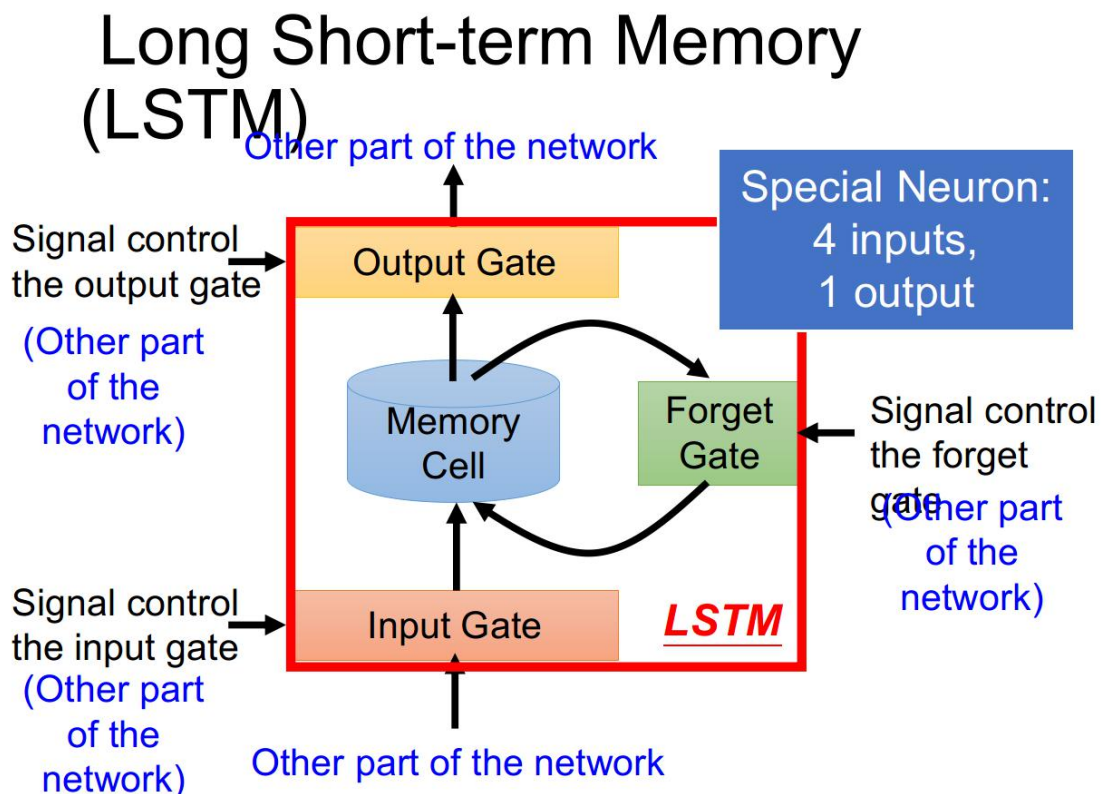 Long Short-term Memory
(LSTM)
Other part of the network
Special Neuron:
4 inputs,
1 output
Signal control
the output gate
(Other part
of the
network)
Output Gate
Memory
Cell
Forget
Gate
Signal control
the forget
gate
(Other part
of the
network)
Signal control
the input gate
(Other part
of the
network)
Input Gate
LSTM
Other part of the network